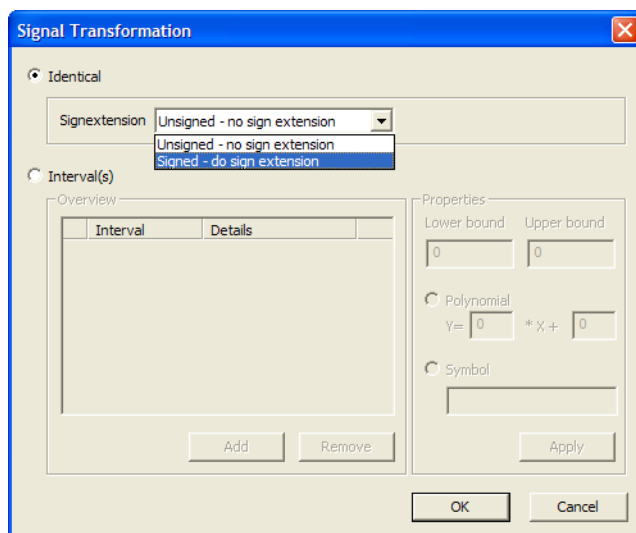 Signal Transformation
Identical
Signextension Unsigned - no sign extension
Unsigned - no sign extension
Signed - do sign extension
Interval(s)
Overview
Interval Details
Add Remove
Properties
Lower bound Upper bound
0 0
Polynomial
Y= 0 * X + 0
Symbol
Apply
OK Cancel